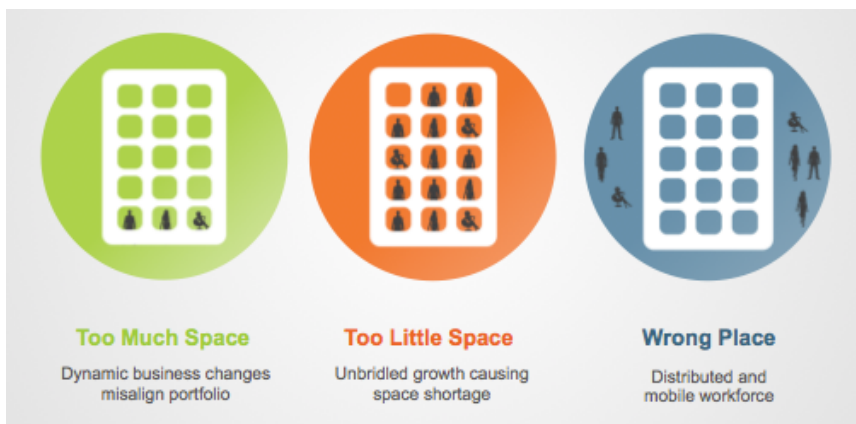 Too Much Space
Dynamic business changes
misalign portfolio
Too Little Space
Unbridled growth causing
space shortage
Wrong Place
Distributed and
mobile workforce